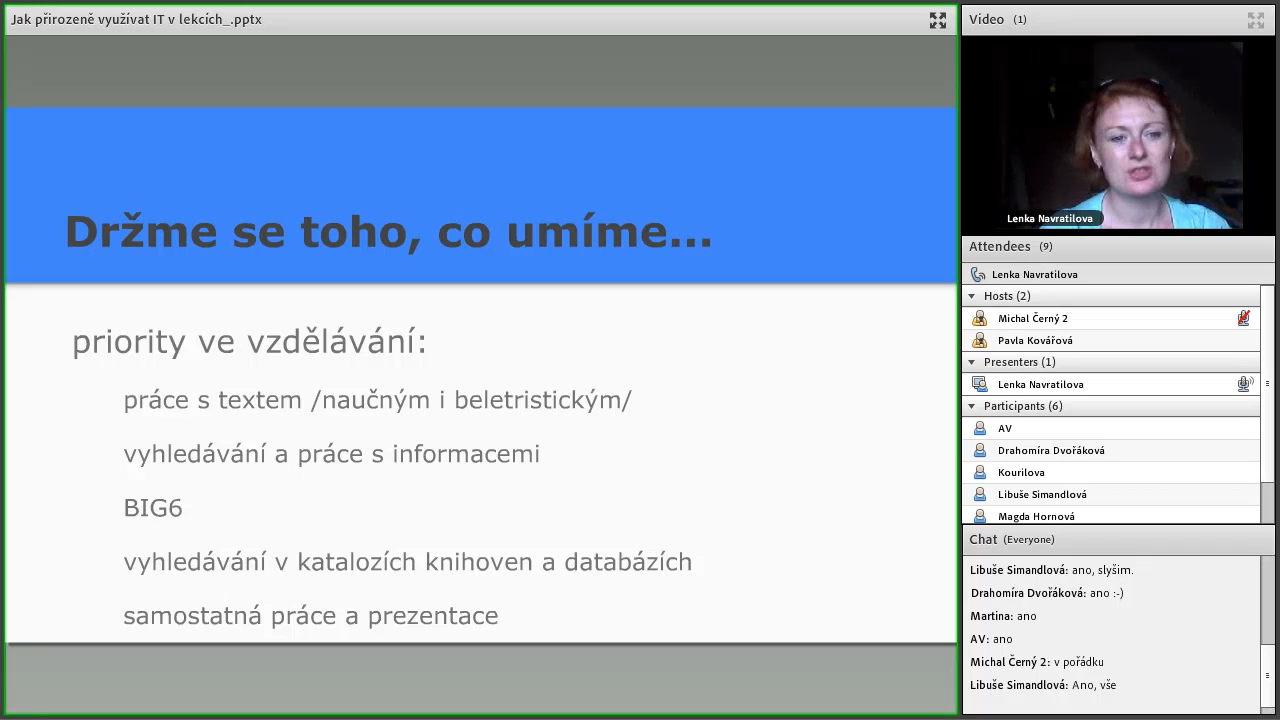 Jak přirozeně využívat IT v lekcích_.pptx
Držme se toho, co umíme...
priority ve vzdělávání:
práce s textem /naučným i beletristickým/
vyhledávání a práce s informacemi
BIG6
vyhledávání v katalozích knihoven a databázích
samostatná práce a prezentace
Video (1)
Lenka Navratilova
Attendees (9)
Lenka Navratilova
Hosts (2)
Michal Černý 2
Pavla Kovářová
Presenters (1)
Lenka Navratilova
Participants (6)
AV
Drahomíra Dvořáková
Kourilova
Libuše Simandlová
Magda Hornová
Chat (Everyone)
Libuše Simandlová: ano, slyšim.
Drahomíra Dvořáková: ano :-)
Martina: ano
AV: ano
Michal Černý 2: v pořádku
Libuše Simandlová: Ano, vše